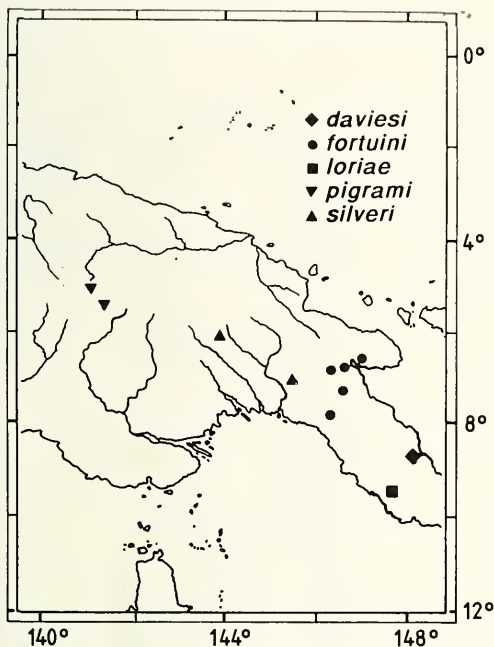 0°
◆ daviesi
● fortuini
■ loriae
▼ pigrami
▲ silveri
4°
8°
12°
140° 144° 148°